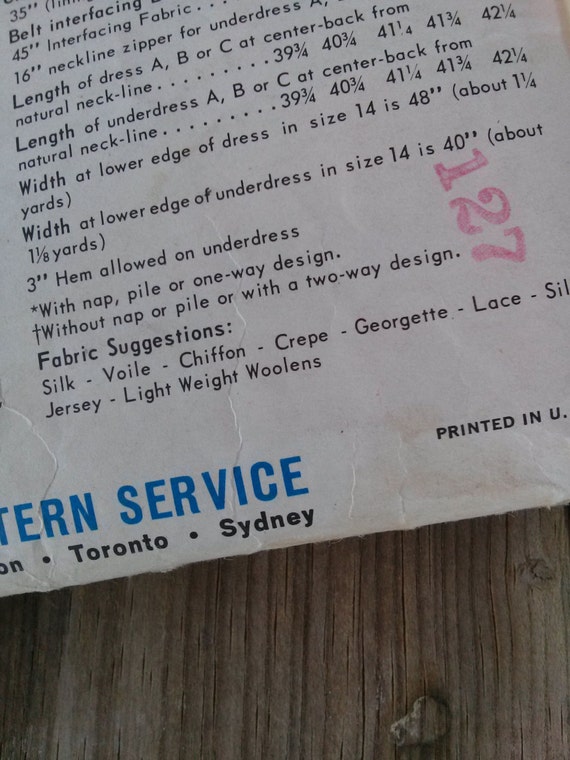 35" (lini
Belt interfacing
45" Interfacing Fabric . . .
16" neckline zipper for underdress A,
Length of dress A, B or C at center-back from
natural neck-line . . . . . . . . . 39¾ 40¾ 41¼ 41¾ 42¼
Length of underdress A, B or C at center-back from
natural neck-line . . . . . . . . . 39¾ 40¾ 41¼ 41¾ 42¼
Width at lower edge of dress in size 14 is 48" (about 1¼
yards)
Width at lower edge of underdress in size 14 is 40" (about
1⅛ yards)
3" Hem allowed on underdress
*With nap, pile or one-way design.
†Without nap or pile or with a two-way design.
127
Fabric Suggestions:
Silk - Voile - Chiffon - Crepe - Georgette - Lace - Sil
Jersey - Light Weight Woolens
PRINTED IN U.
TERN SERVICE
on • Toronto • Sydney